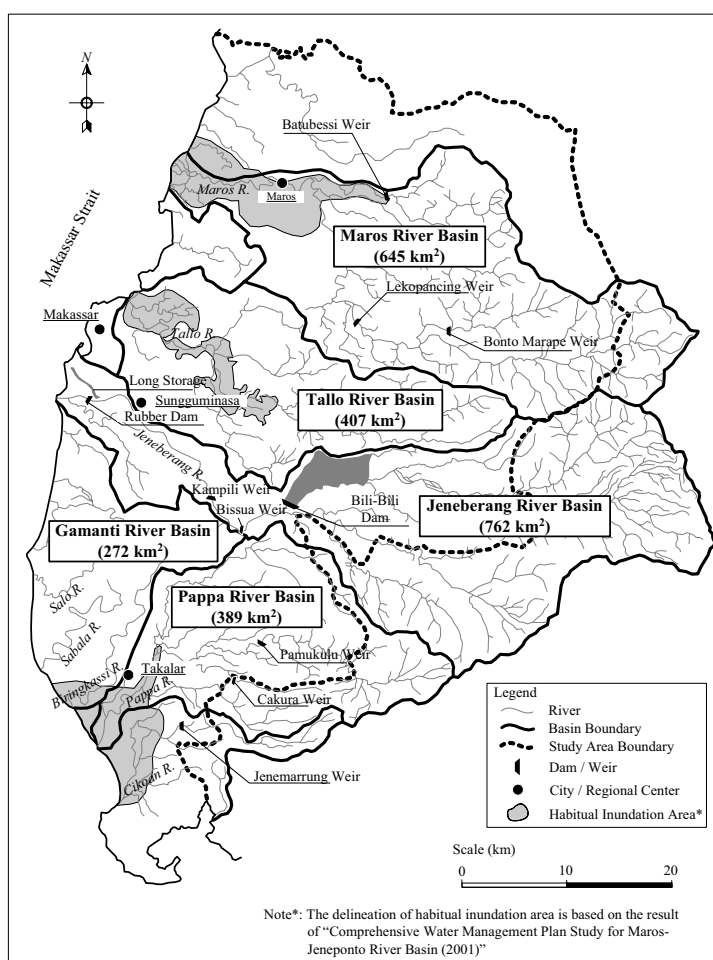 N
Batubessi Weir
Maros R.
Maros
Makassar Strait
Maros River Basin
(645 km²)
Lekopancing Weir
Makassar
Bonto Marape Weir
Tallo R.
Long Storage
Sungguminasa
Rubber Dam
Tallo River Basin
(407 km²)
Jeneberang R.
Kampili Weir
Bissua Weir
Bili-Bili
Dam
Jeneberang River Basin
(762 km²)
Gamanti River Basin
(272 km²)
Pappa River Basin
(389 km²)
Salo R.
Sabala R.
Pamukulu Weir
Takalar
Biringkassi R.
Pappa R.
Cakura Weir
Jenemarrung Weir
Cikoan R.
Legend
River
Basin Boundary
Study Area Boundary
Dam / Weir
City / Regional Center
Habitual Inundation Area*
Scale (km)
0 10 20
Note*: The delineation of habitual inundation area is based on the result
of “Comprehensive Water Management Plan Study for Maros-
Jeneponto River Basin (2001)”